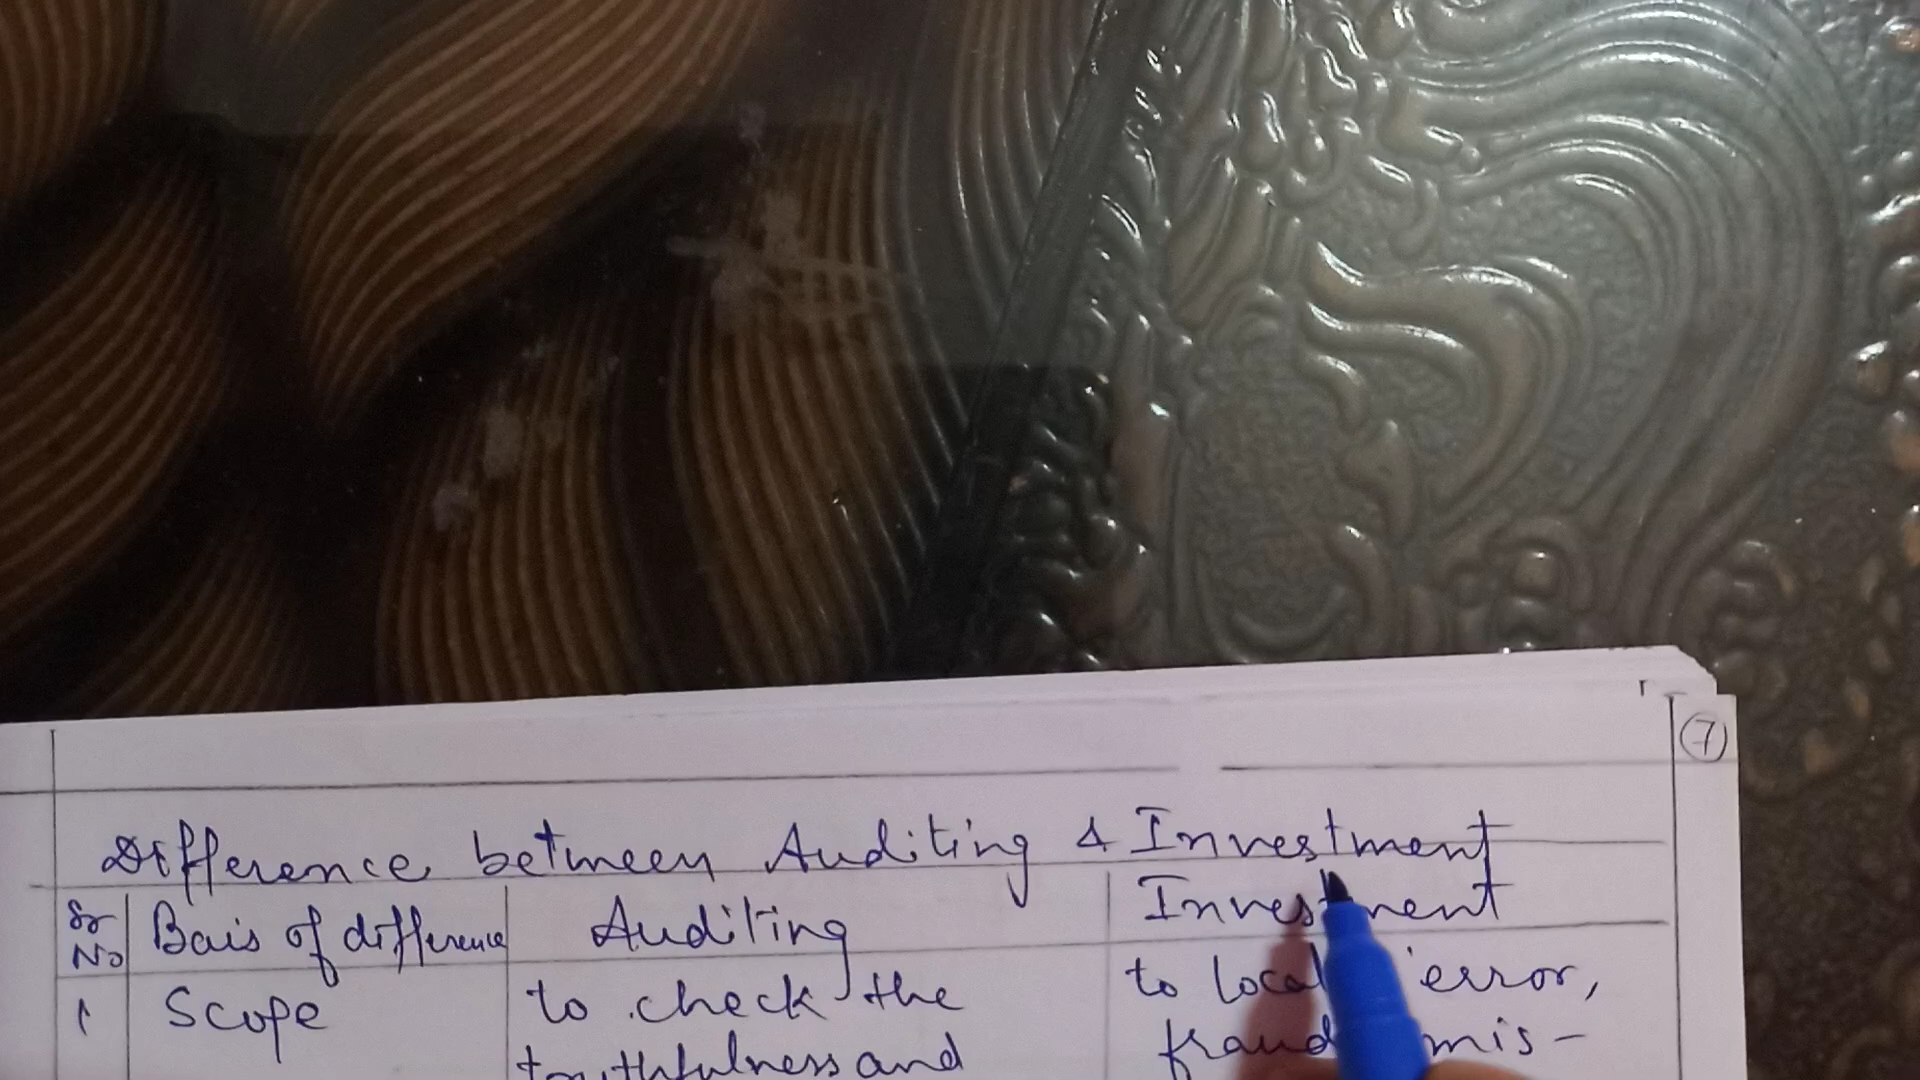 (7)
Difference between Auditing & Investment
Sr No | Bais of difference | Auditing | Investment
1 | Scope | to check the | to local error,
truthfulness and | fraud mis-